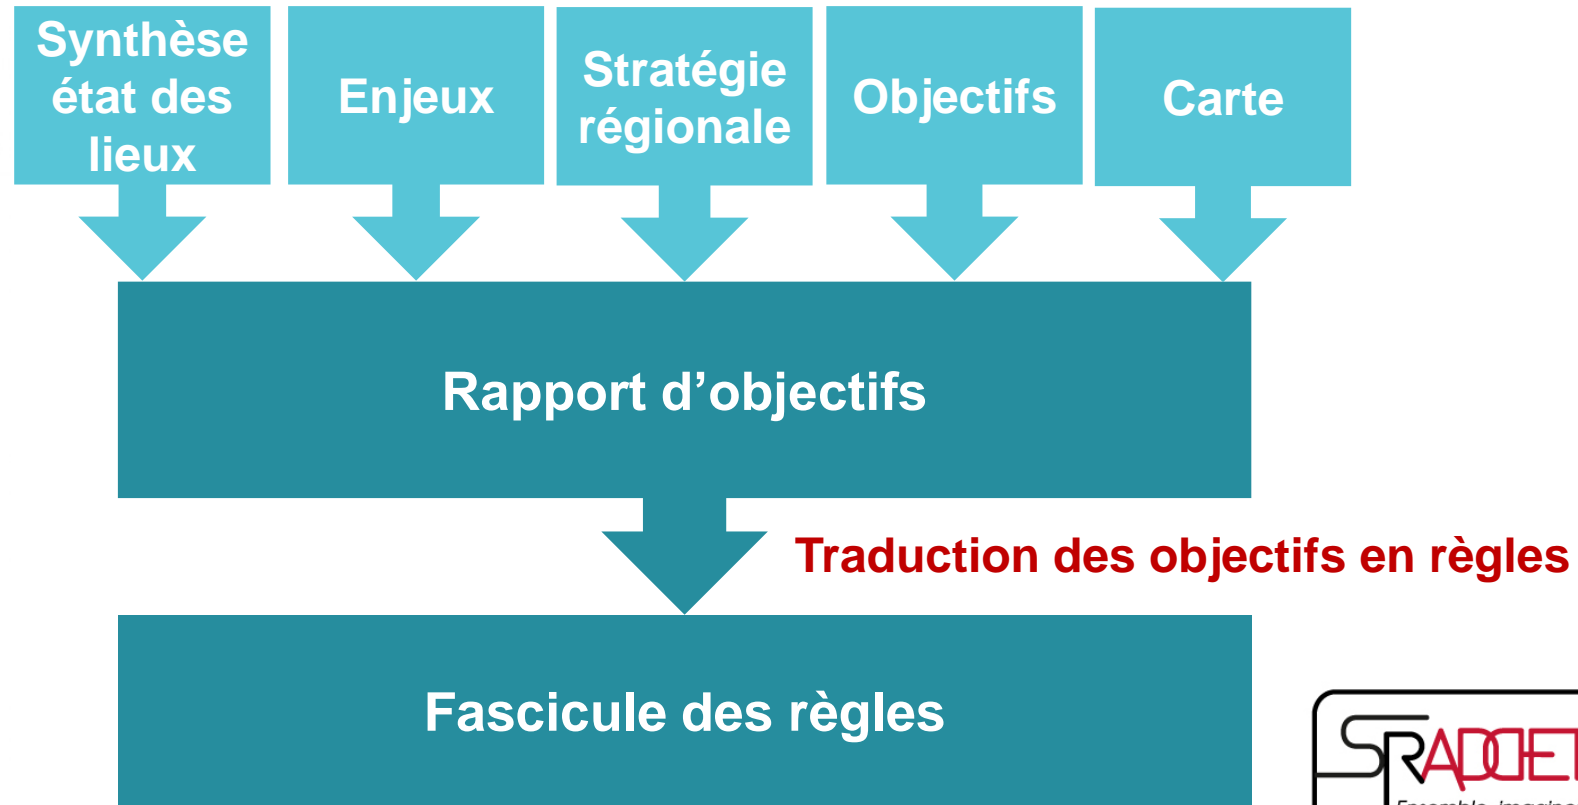 Synthèse
état des
lieux
Enjeux
Stratégie
régionale
Objectifs
Carte
Rapport d’objectifs
Traduction des objectifs en règles
Fascicule des règles
SRADDET